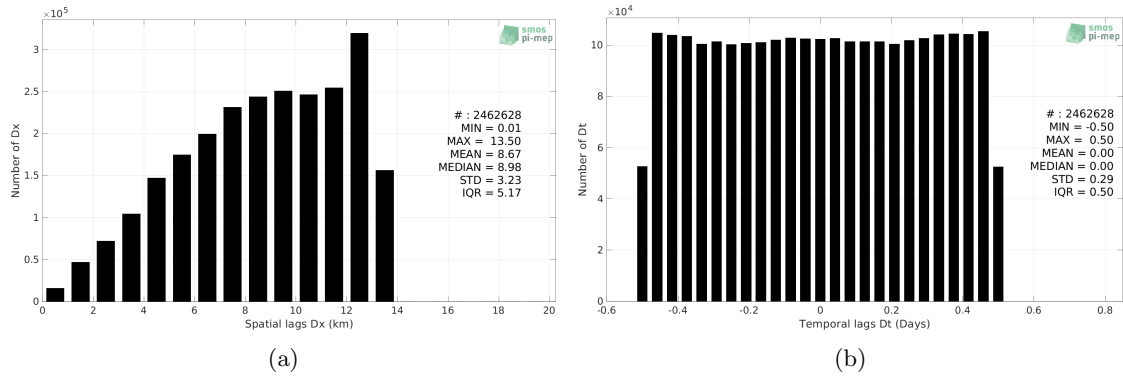 ×10^5
3
2.5
2
1.5
1
0.5
0
Number of Dx
smos
pi-mep
# : 2462628
MIN = 0.01
MAX = 13.50
MEAN = 8.67
MEDIAN = 8.98
STD = 3.23
IQR = 5.17
0 2 4 6 8 10 12 14 16 18 20
Spatial lags Dx (km)
(a)
×10^4
10
8
6
4
2
0
Number of Dt
smos
pi-mep
# : 2462628
MIN = -0.50
MAX = 0.50
MEAN = 0.00
MEDIAN = 0.00
STD = 0.29
IQR = 0.50
-0.6 -0.4 -0.2 0 0.2 0.4 0.6 0.8
Temporal lags Dt (Days)
(b)